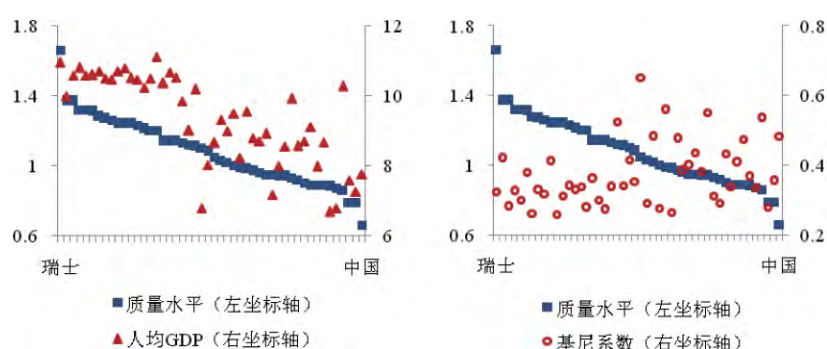 1.8
1.4
1
0.6
12
10
8
6
瑞士
中国
■质量水平（左坐标轴）
▲人均GDP（右坐标轴）
1.8
1.4
1
0.6
0.8
0.6
0.4
0.2
瑞士
中国
■质量水平（左坐标轴）
基尼系数（右坐标轴）